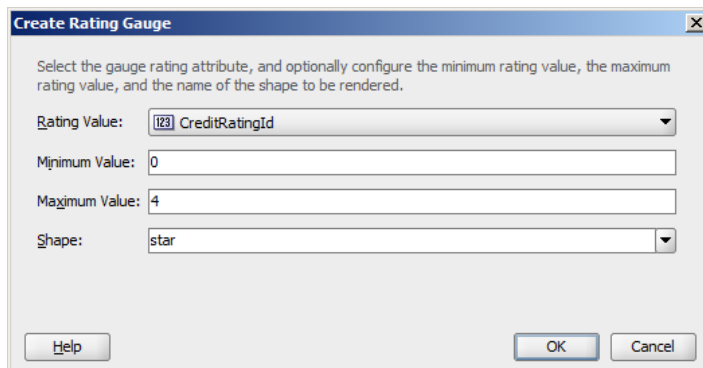 Create Rating Gauge
Select the gauge rating attribute, and optionally configure the minimum rating value, the maximum
rating value, and the name of the shape to be rendered.
Rating Value: 123 CreditRatingId
Minimum Value: 0
Maximum Value: 4
Shape: star
Help OK Cancel